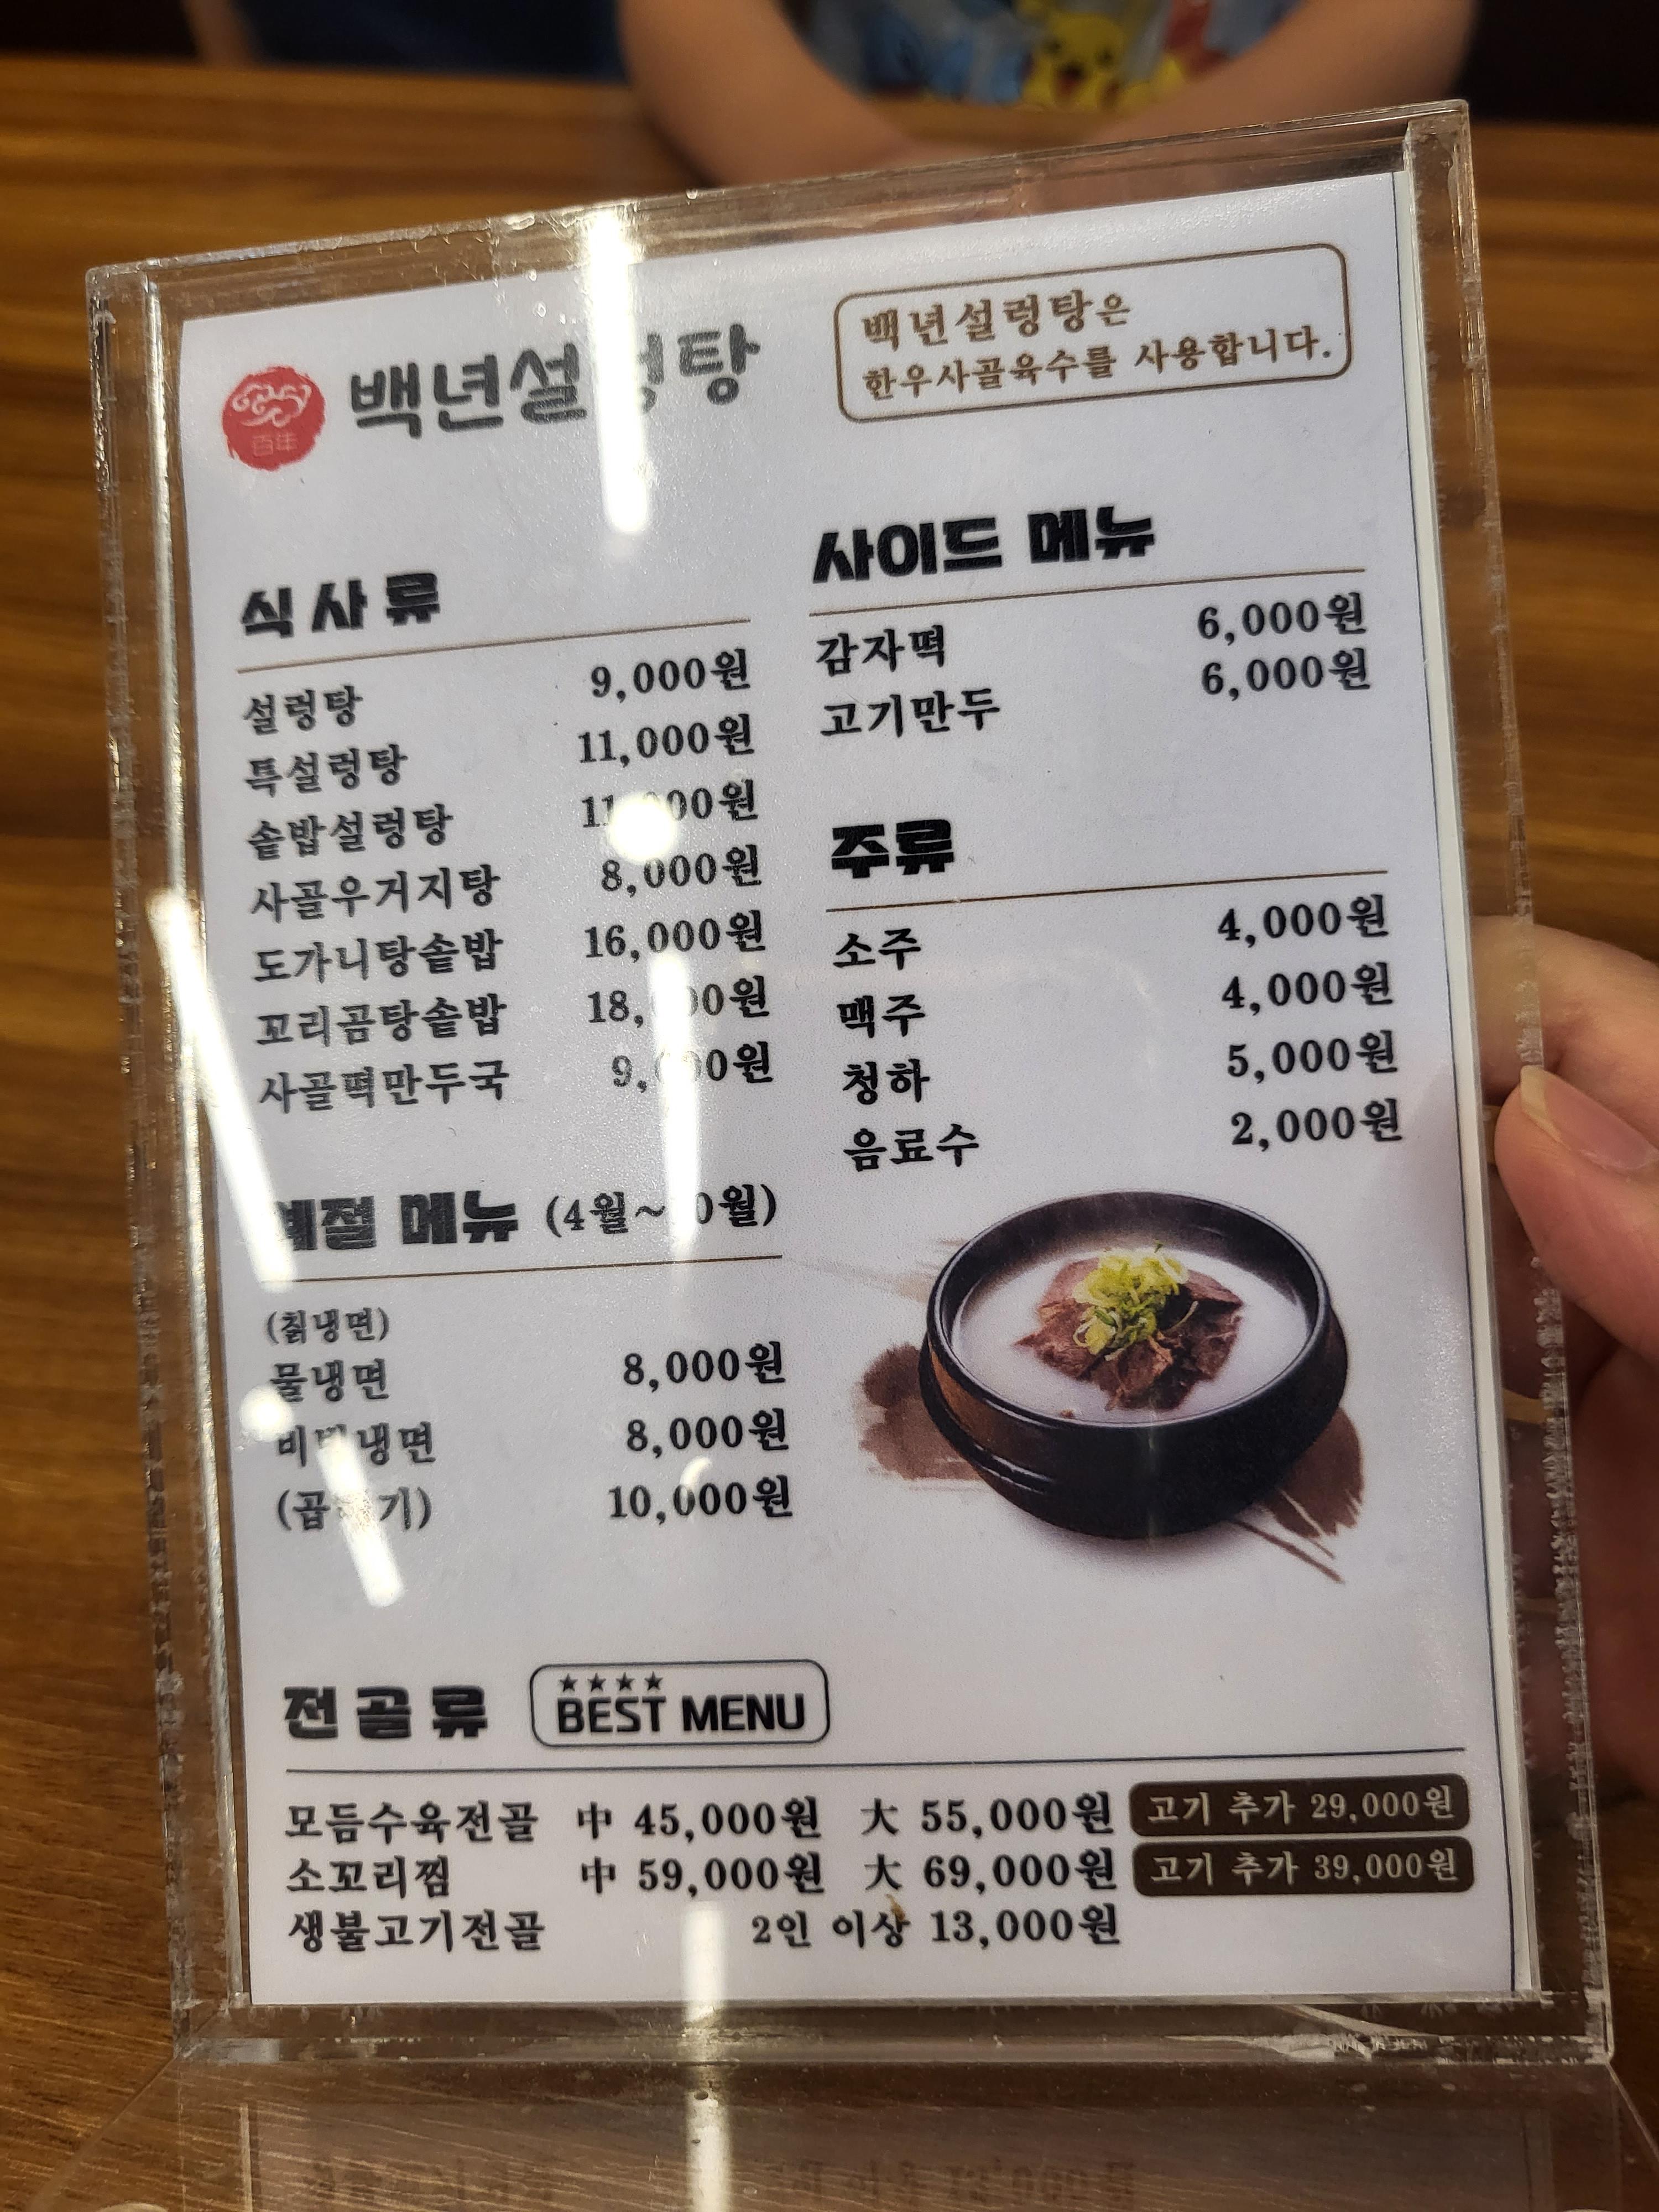 百年
백년설렁탕
백년설렁탕은
한우사골육수를 사용합니다.
식사류
설렁탕 9,000원
특설렁탕 11,000원
솥밥설렁탕
사골우거지탕 8,000원
도가니탕솥밥 16,000원
꼬리곰탕솥밥
사골떡만두국
계절 메뉴
(칡냉면)
물냉면 8,000원
비빔냉면 8,000원
10,000원
사이드 메뉴
감자떡 6,000원
고기만두 6,000원
주류
소주 4,000원
맥주 4,000원
청하 5,000원
음료수 2,000원
전골류 BEST MENU
모듬수육전골 中 45,000원 大 55,000원 고기 추가 29,000원
소꼬리찜 中 59,000원 大 69,000원 고기 추가 39,000원
생불고기전골 2인 이상 13,000원